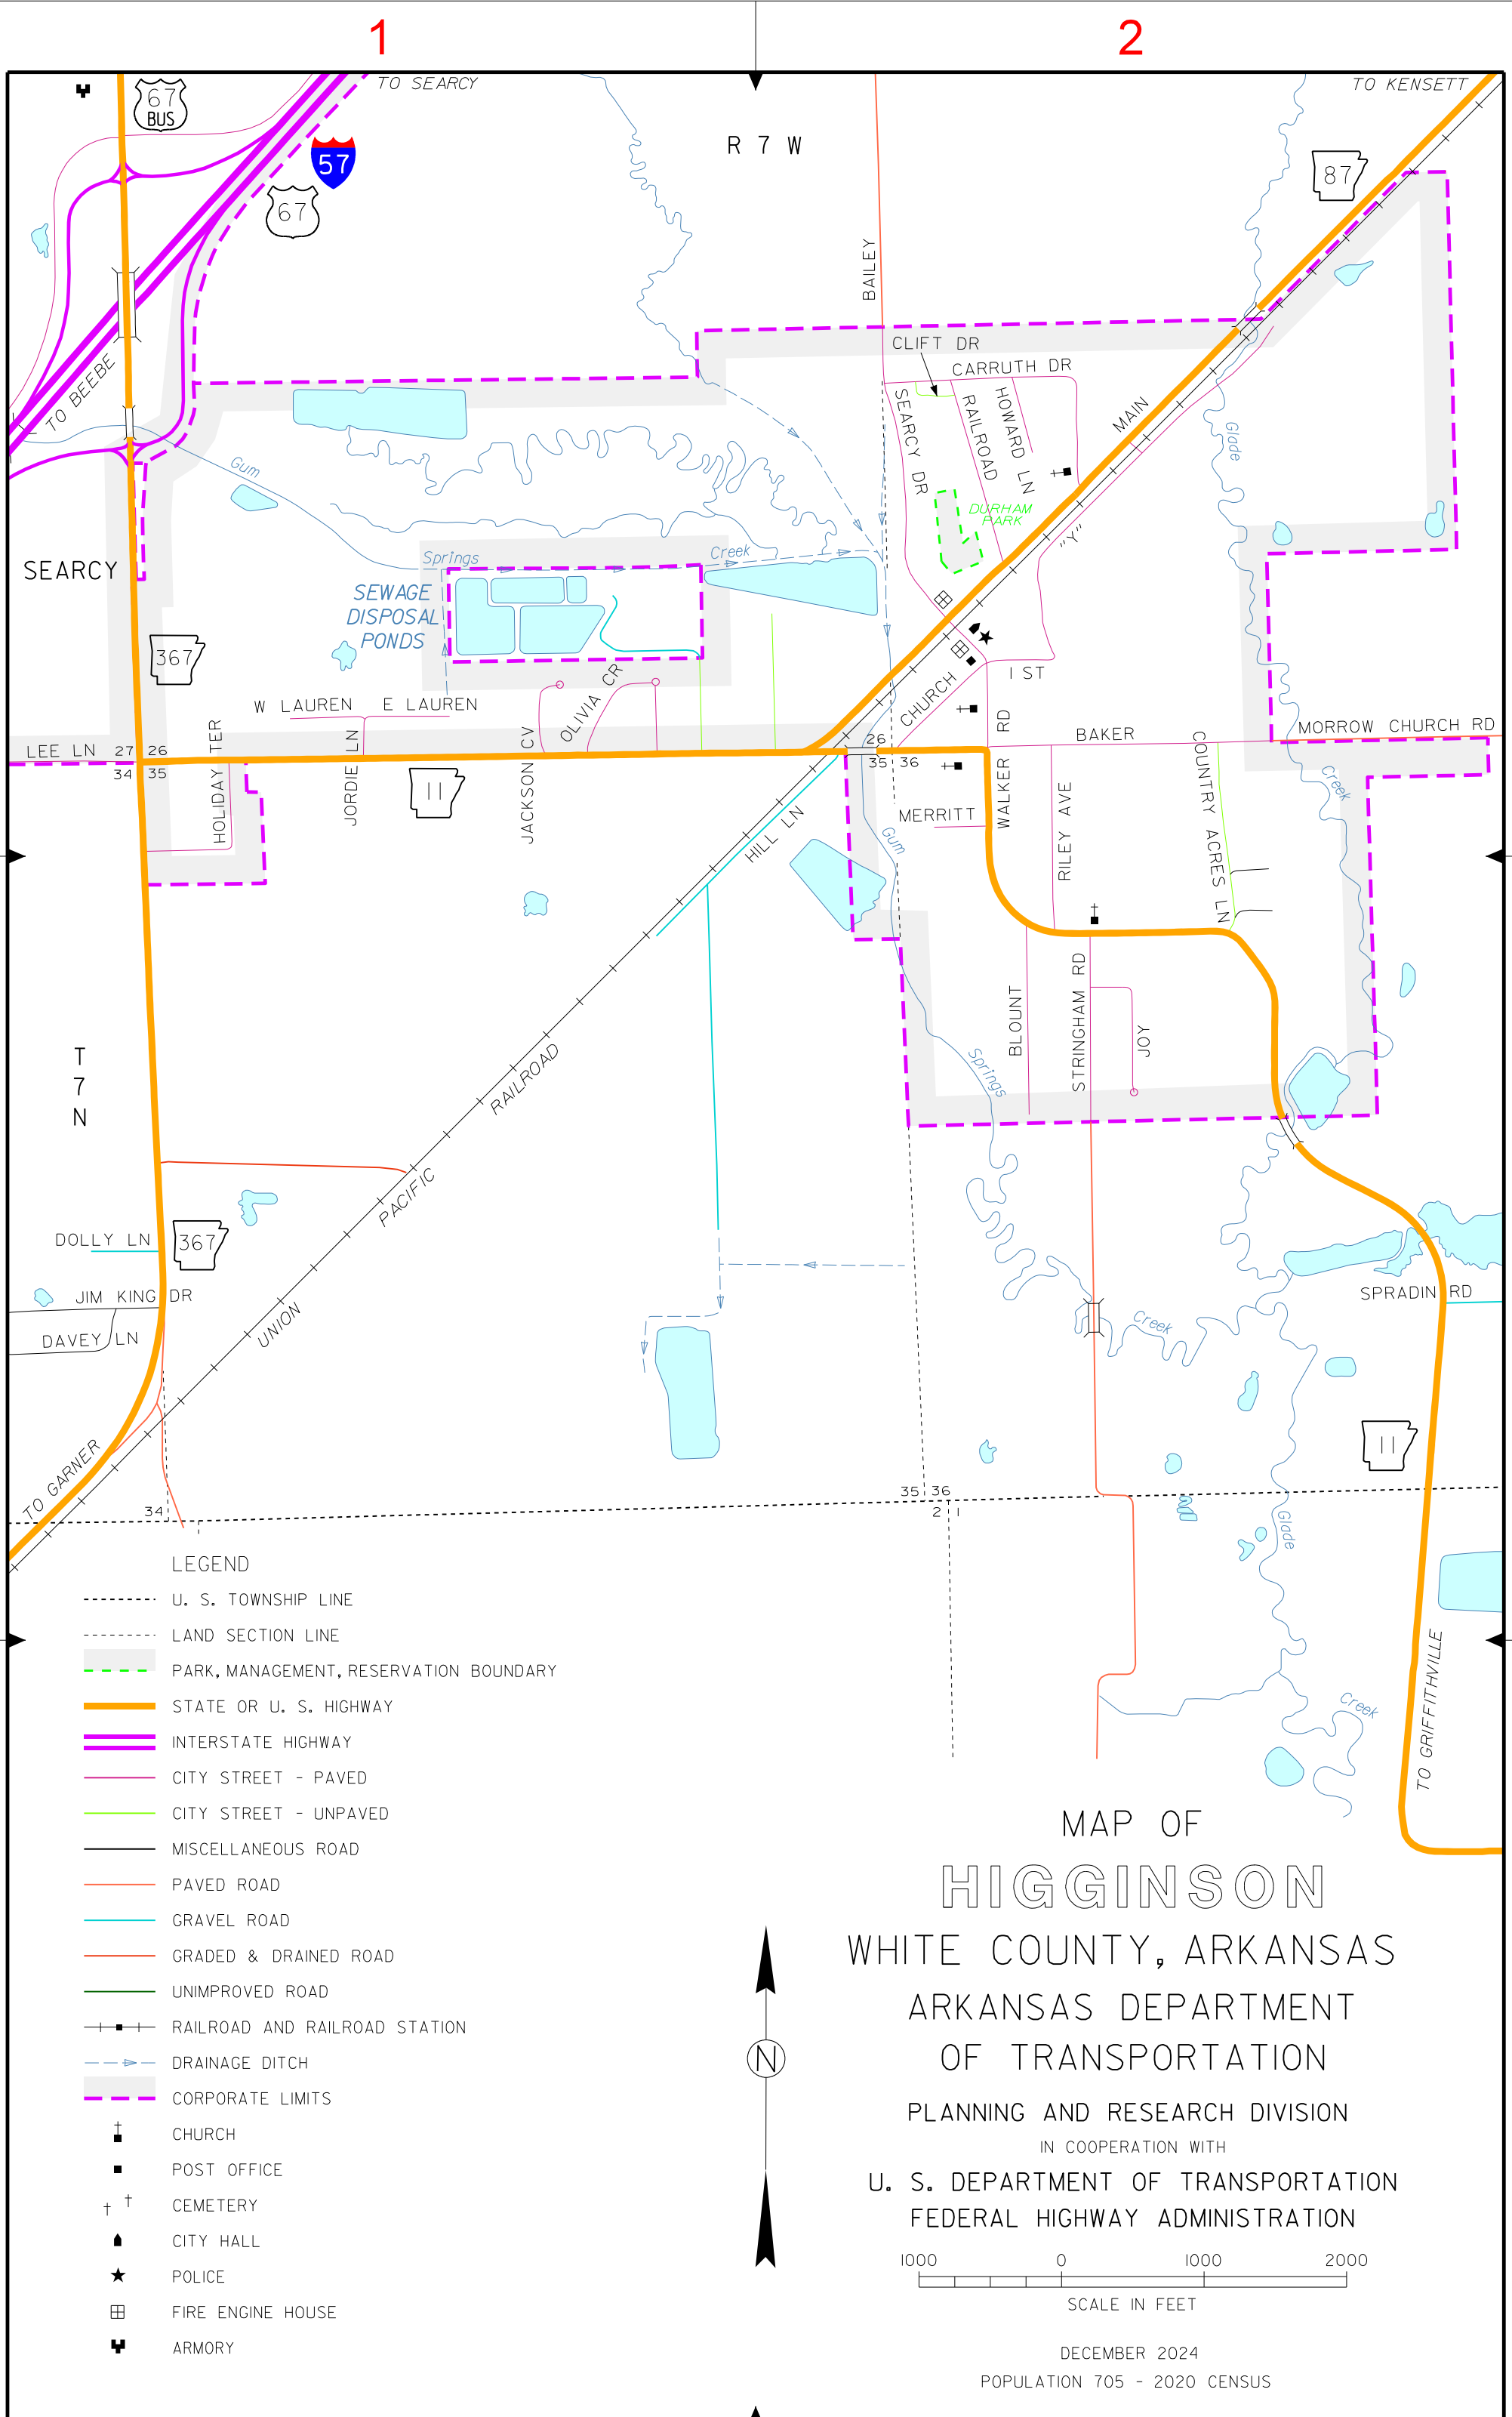 1
2
TO SEARCY
TO KENSETT
67
BUS
57
67
R 7 W
87
BAILEY
TO BEEBE
CLIFT DR
CARRUTH DR
SEARCY DR
RAILROAD
HOWARD LN
MAIN
Glade
Gum
DURHAM
PARK
"Y"
SEARCY
Springs
Creek
SEWAGE
DISPOSAL
PONDS
367
W LAUREN
E LAUREN
OLIVIA CR
CHURCH
I ST
LEE LN
27 26
34 35
HOLIDAY TER
JORDIE LN
JACKSON CV
11
26
35 36
WALKER RD
BAKER
MORROW CHURCH RD
COUNTRY ACRES LN
Creek
MERRITT
RILEY AVE
HILL LN
Gum
BLOUNT
STRINGHAM RD
JOY
Springs
T
7
N
RAILROAD
PACIFIC
UNION
DOLLY LN
367
JIM KING DR
DAVEY LN
SPRADIN RD
Creek
11
TO GARNER
34
35 36
2 1
Glade
Creek
TO GRIFFITHVILLE
LEGEND
U. S. TOWNSHIP LINE
LAND SECTION LINE
PARK, MANAGEMENT, RESERVATION BOUNDARY
STATE OR U. S. HIGHWAY
INTERSTATE HIGHWAY
CITY STREET - PAVED
CITY STREET - UNPAVED
MISCELLANEOUS ROAD
PAVED ROAD
GRAVEL ROAD
GRADED & DRAINED ROAD
UNIMPROVED ROAD
RAILROAD AND RAILROAD STATION
DRAINAGE DITCH
CORPORATE LIMITS
CHURCH
POST OFFICE
CEMETERY
CITY HALL
POLICE
FIRE ENGINE HOUSE
ARMORY
MAP OF
HIGGINSON
WHITE COUNTY, ARKANSAS
ARKANSAS DEPARTMENT
OF TRANSPORTATION
PLANNING AND RESEARCH DIVISION
IN COOPERATION WITH
U. S. DEPARTMENT OF TRANSPORTATION
FEDERAL HIGHWAY ADMINISTRATION
N
1000 0 1000 2000
SCALE IN FEET
DECEMBER 2024
POPULATION 705 - 2020 CENSUS